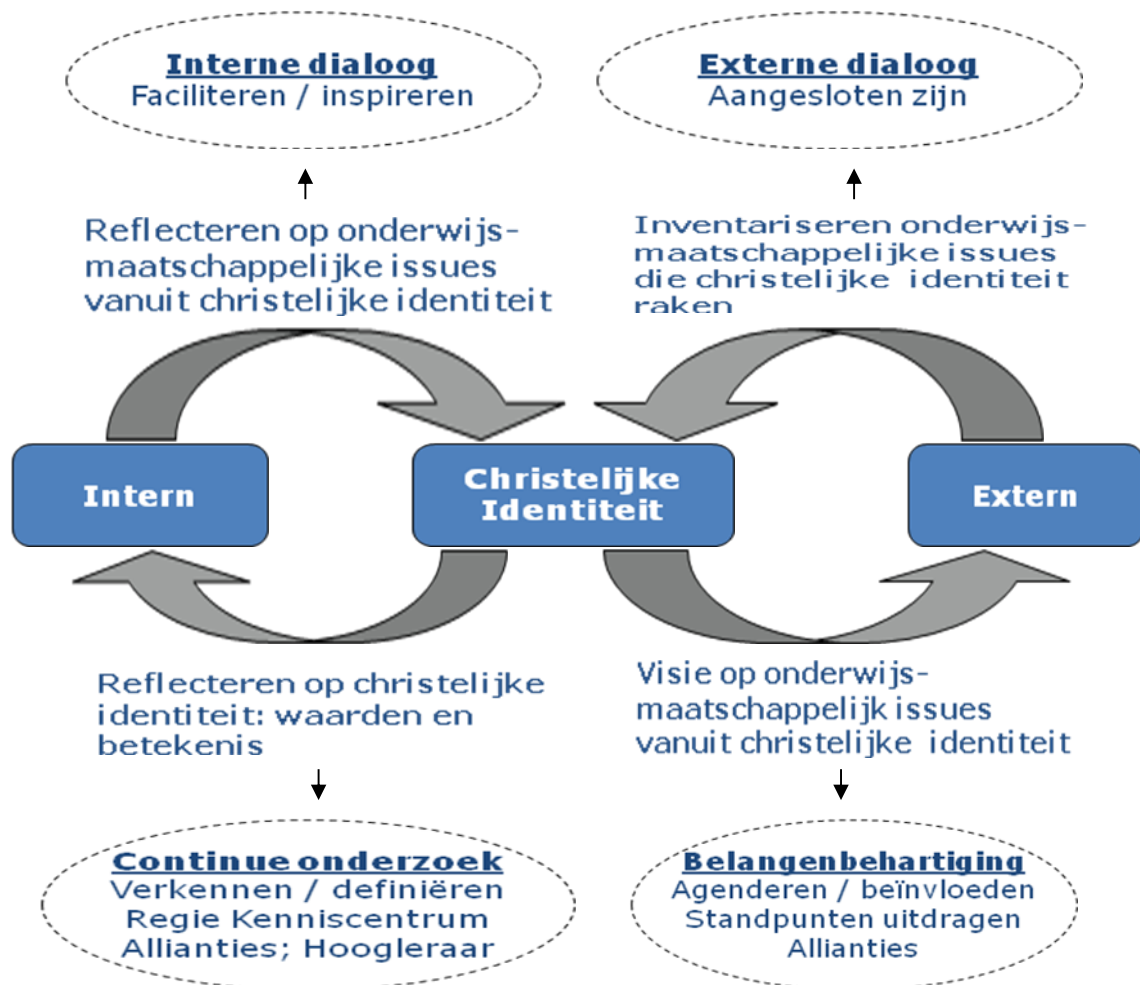 Interne dialoog
Faciliteren / inspireren
Externe dialoog
Aangesloten zijn
Reflecteren op onderwijs-
maatschappelijke issues
vanuit christelijke identiteit
Inventariseren onderwijs-
maatschappelijke issues
die christelijke identiteit
raken
Intern
Christelijke
Identiteit
Extern
Reflecteren op christelijke
identiteit: waarden en
betekenis
Visie op onderwijs-
maatschappelijk issues
vanuit christelijke identiteit
Continue onderzoek
Verkennen / definiëren
Regie Kenniscentrum
Allianties; Hoogleraar
Belangenbehartiging
Agenderen / beïnvloeden
Standpunten uitdragen
Allianties